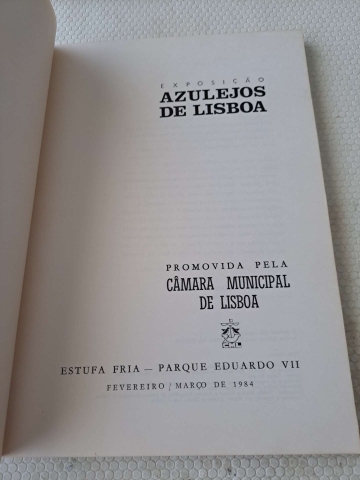 EXPOSIÇÃO
AZULEJOS
DE LISBOA
PROMOVIDA PELA
CÂMARA MUNICIPAL
DE LISBOA
ESTUFA FRIA — PARQUE EDUARDO VII
FEVEREIRO / MARÇO DE 1984